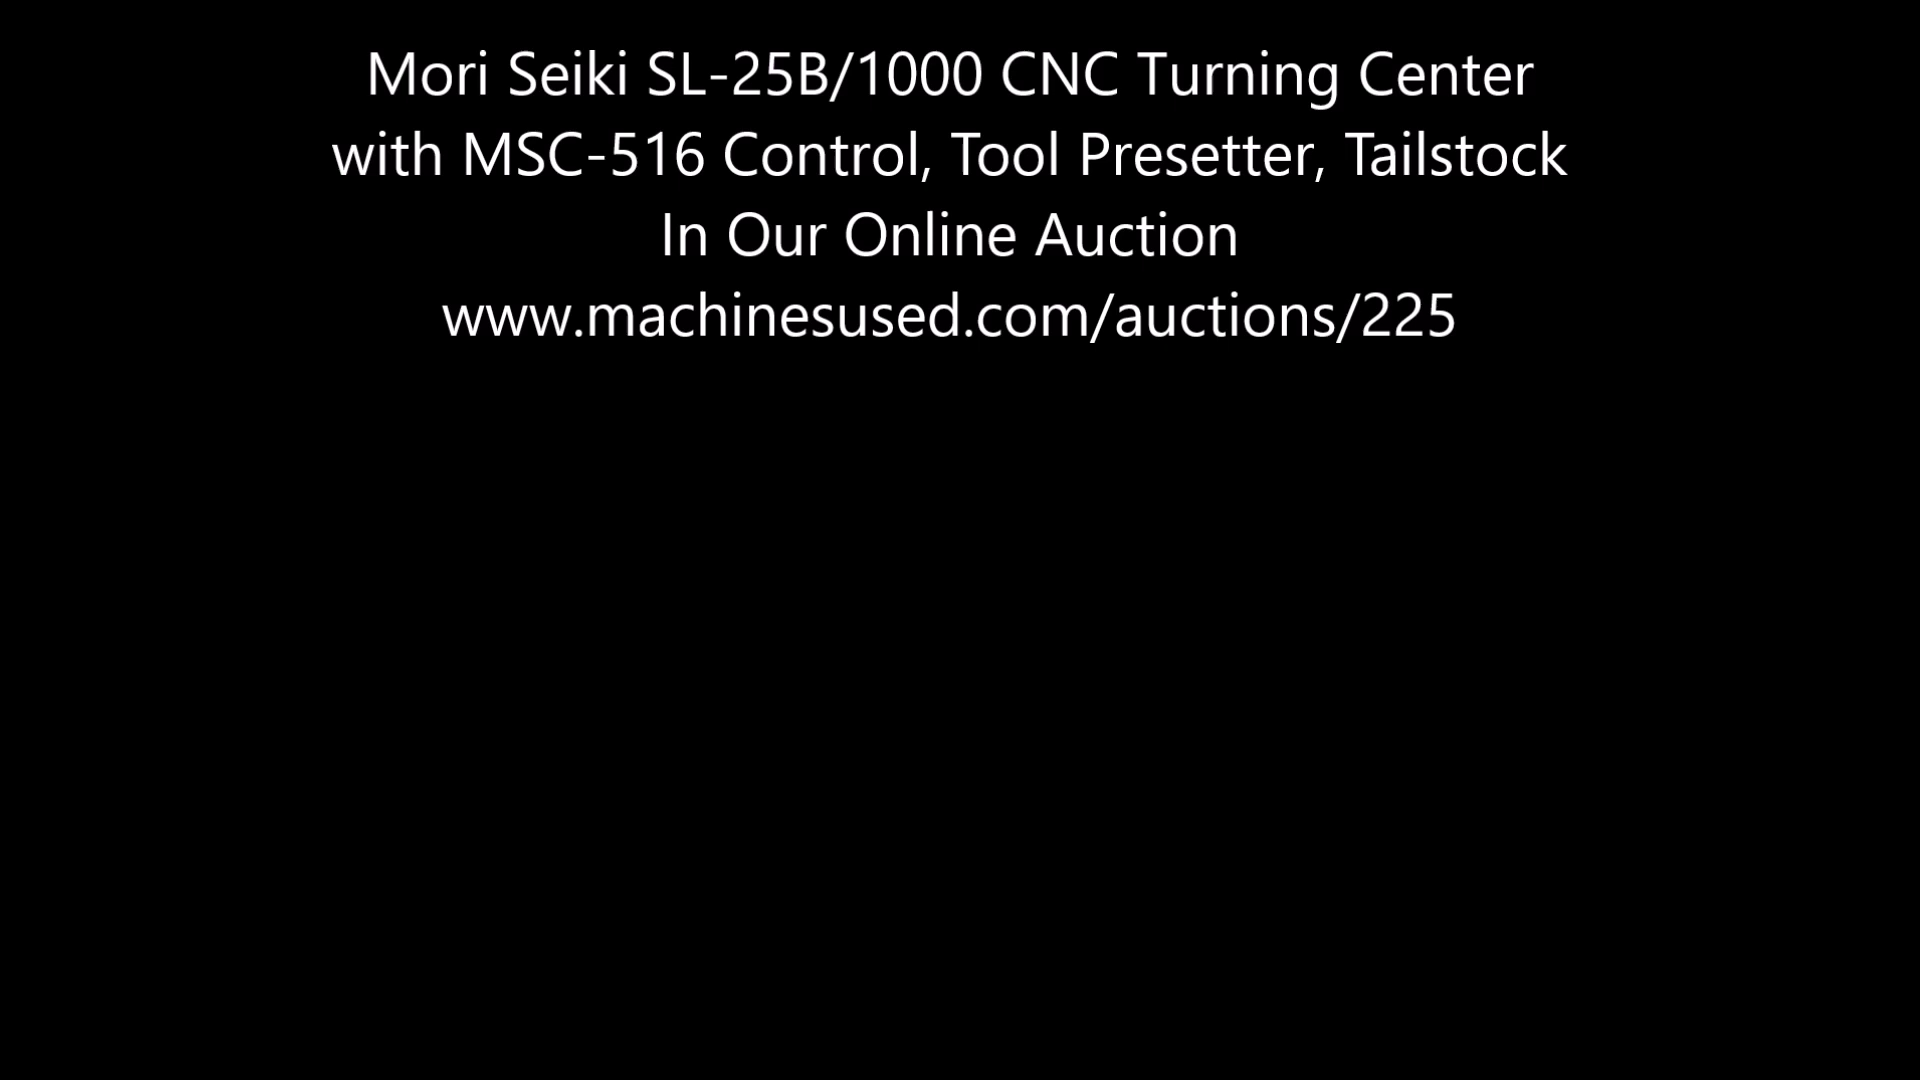 Mori Seiki SL-25B/1000 CNC Turning Center
with MSC-516 Control, Tool Presetter, Tailstock
In Our Online Auction
www.machinesused.com/auctions/225